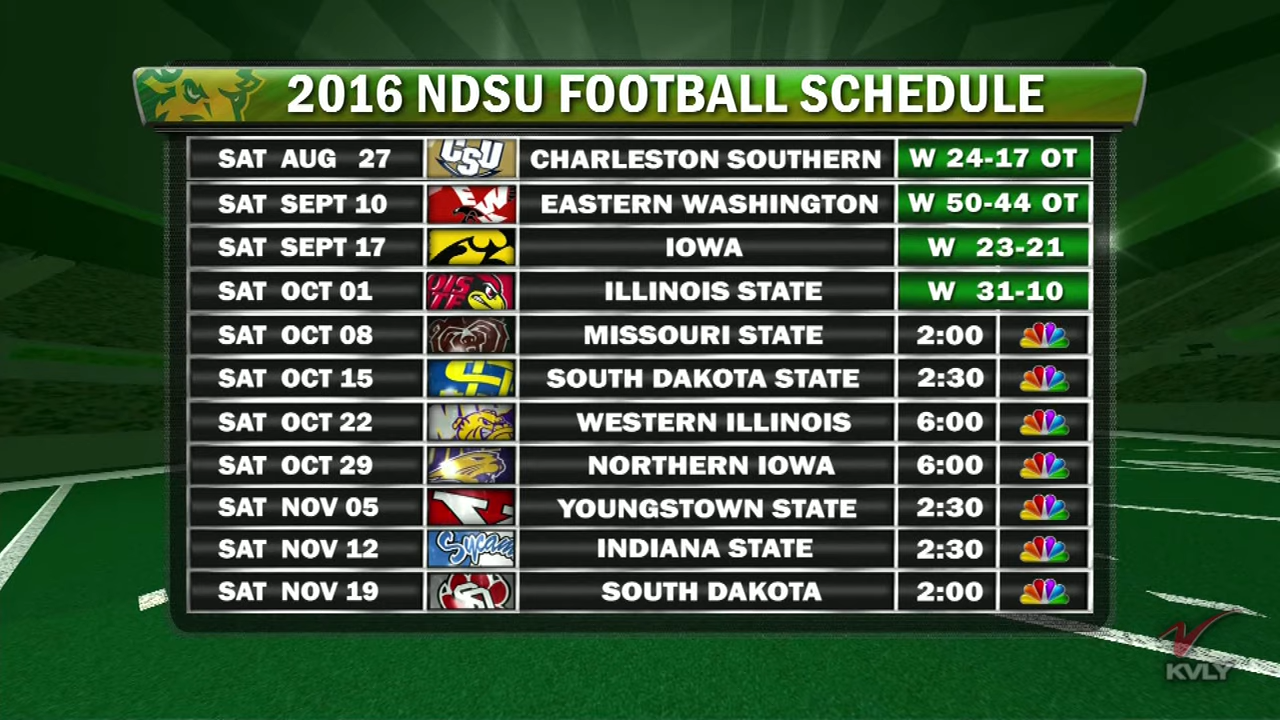 2016 NDSU FOOTBALL SCHEDULE
SAT AUG 27 CSU CHARLESTON SOUTHERN W 24-17 OT
SAT SEPT 10 EASTERN WASHINGTON W 50-44 OT
SAT SEPT 17 IOWA W 23-21
SAT OCT 01 ILLINOIS STATE W 31-10
SAT OCT 08 MISSOURI STATE 2:00
SAT OCT 15 SOUTH DAKOTA STATE 2:30
SAT OCT 22 WESTERN ILLINOIS 6:00
SAT OCT 29 NORTHERN IOWA 6:00
SAT NOV 05 YOUNGSTOWN STATE 2:30
SAT NOV 12 INDIANA STATE 2:30
SAT NOV 19 SOUTH DAKOTA 2:00
KVLY